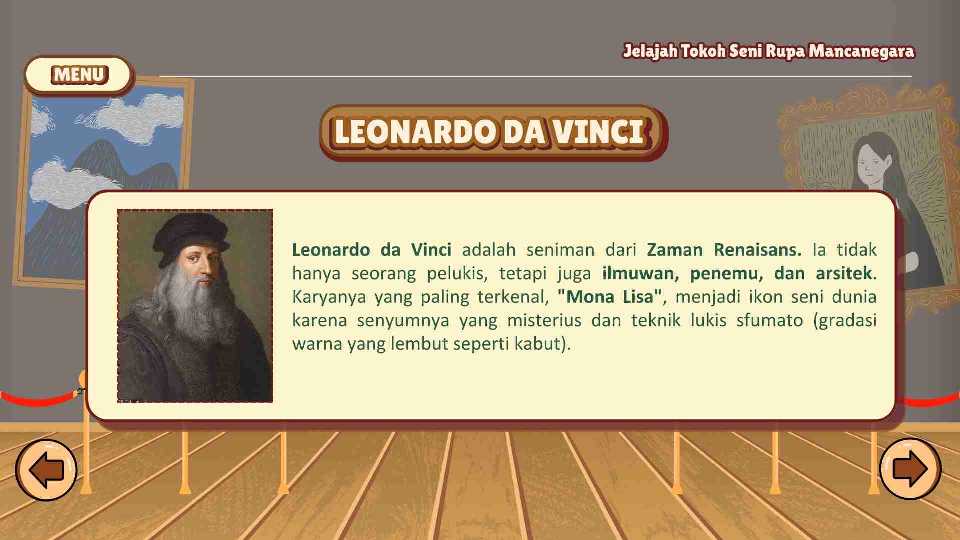 Jelajah Tokoh Seni Rupa Mancanegara
MENU
LEONARDO DA VINCI
Leonardo da Vinci adalah seniman dari Zaman Renaisans. Ia tidak
hanya seorang pelukis, tetapi juga ilmuwan, penemu, dan arsitek.
Karyanya yang paling terkenal, "Mona Lisa", menjadi ikon seni dunia
karena senyumnya yang misterius dan teknik lukis sfumato (gradasi
warna yang lembut seperti kabut).